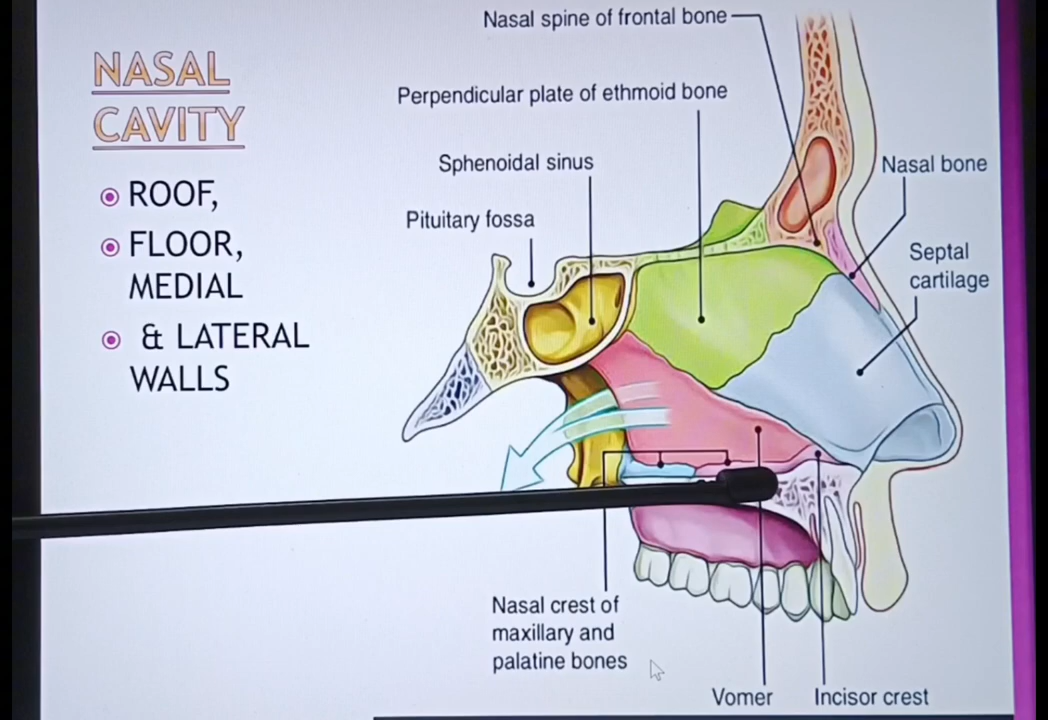 NASAL
CAVITY
ROOF,
FLOOR,
MEDIAL
& LATERAL
WALLS
Nasal spine of frontal bone
Perpendicular plate of ethmoid bone
Sphenoidal sinus
Pituitary fossa
Nasal bone
Septal
cartilage
Nasal crest of
maxillary and
palatine bones
Vomer
Incisor crest